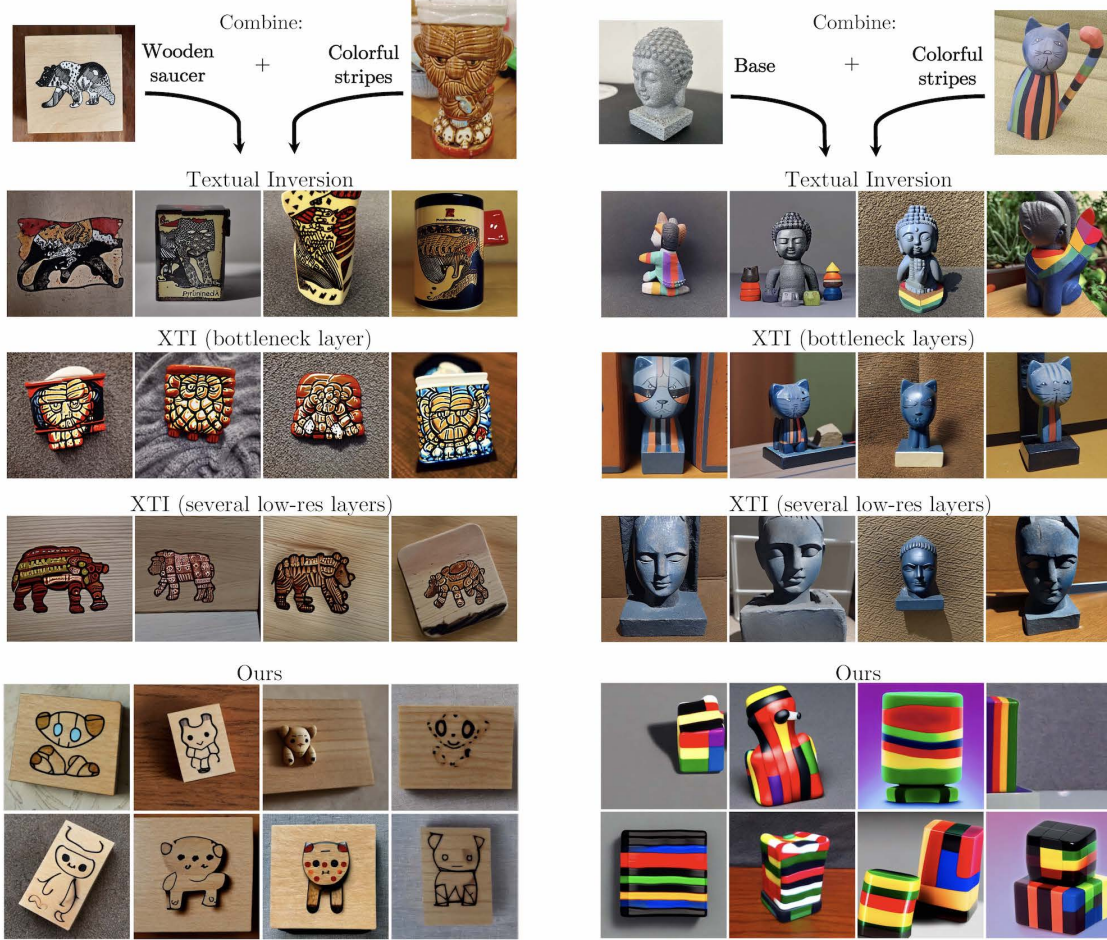 Combine:
Wooden
saucer
+
Colorful
stripes
Textual Inversion
XTI (bottleneck layer)
XTI (several low-res layers)
Ours
Combine:
Base
+
Colorful
stripes
Textual Inversion
XTI (bottleneck layers)
XTI (several low-res layers)
Ours